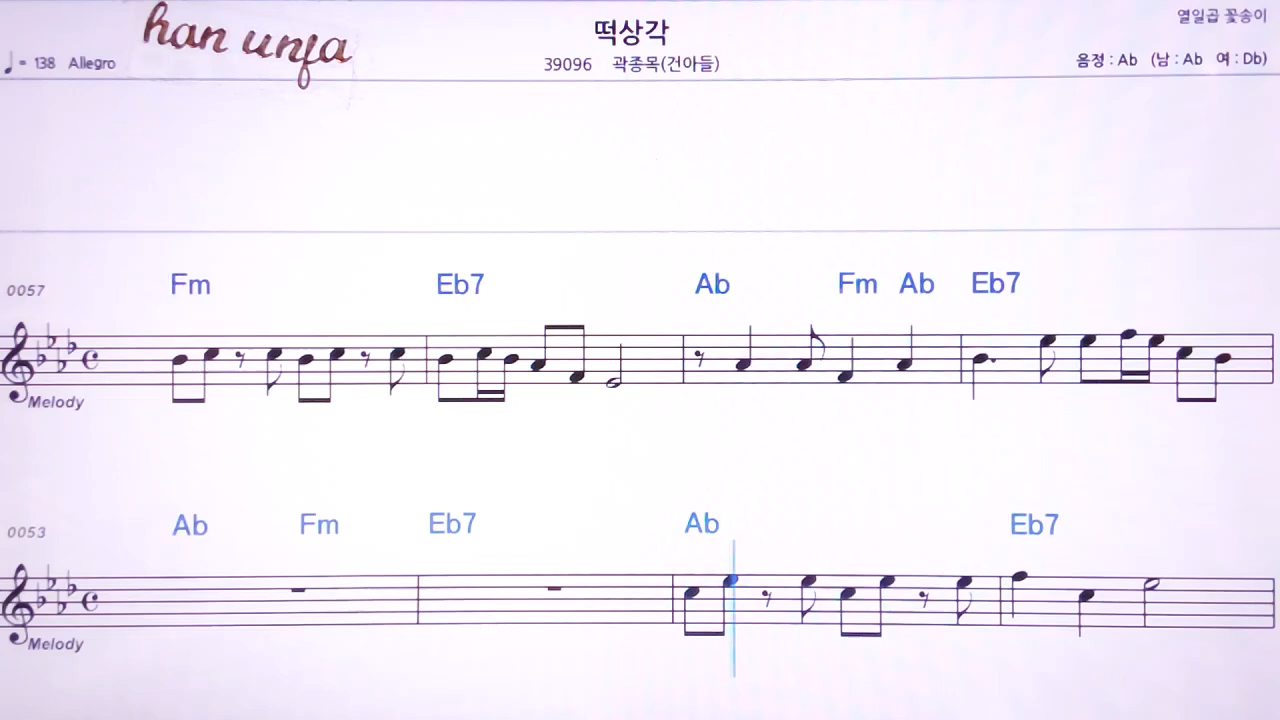 han unfa
떡상각
열일곱 꽃송이
♩= 138 Allegro
39096 곽종목(건아들)
음정 : Ab (남 : Ab 여 : Db)
0057
Fm Eb7 Ab Fm Ab Eb7
Melody
0053
Ab Fm Eb7 Ab Eb7
Melody